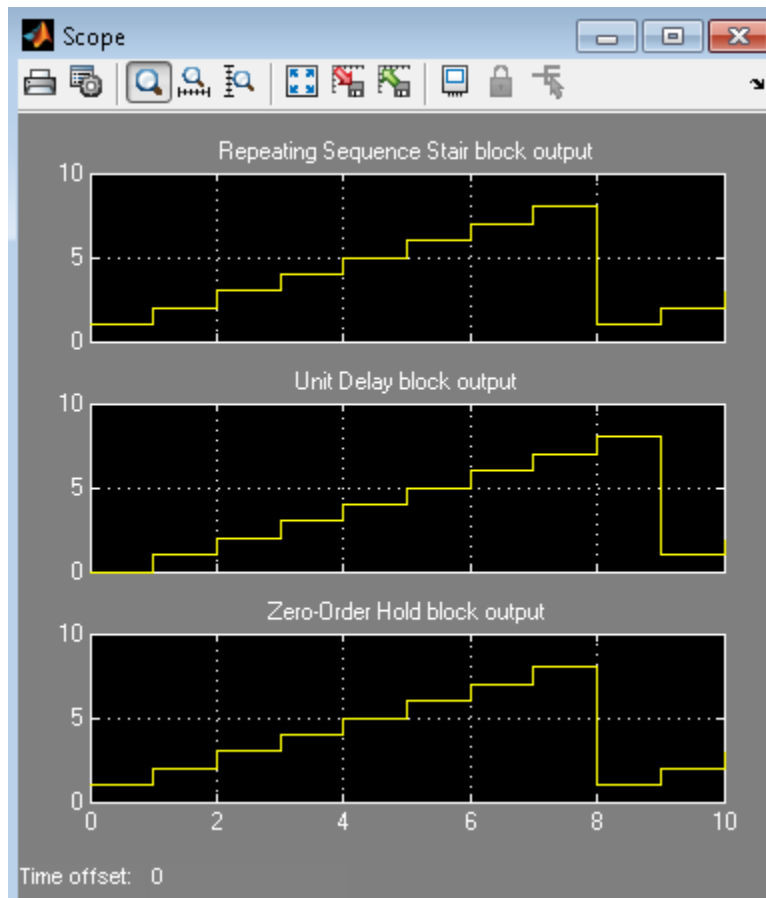 Scope
Repeating Sequence Stair block output
10
5
0
Unit Delay block output
10
5
0
Zero-Order Hold block output
10
5
0
0 2 4 6 8 10
Time offset: 0